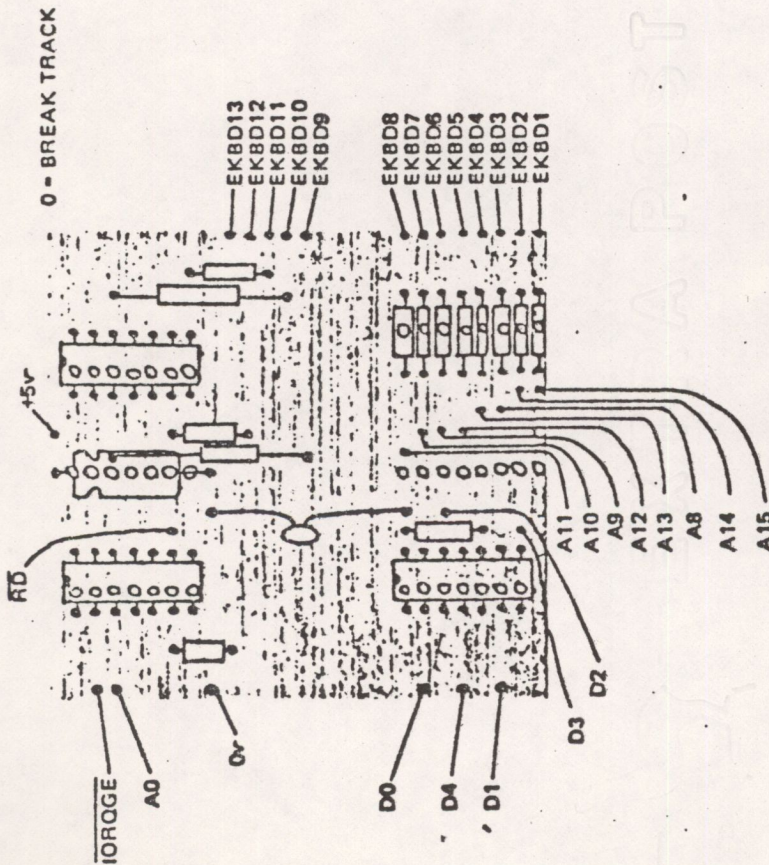 0 = BREAK TRACK
EKBD13
EKBD12
EKBD11
EKBD10
EKBD9
EKBD8
EKBD7
EKBD6
EKBD5
EKBD4
EKBD3
EKBD2
EKBD1
+5v
RD
IORQGE
A0
0v
D0
D4
D1
D3
D2
A11
A10
A9
A12
A13
A8
A14
A15